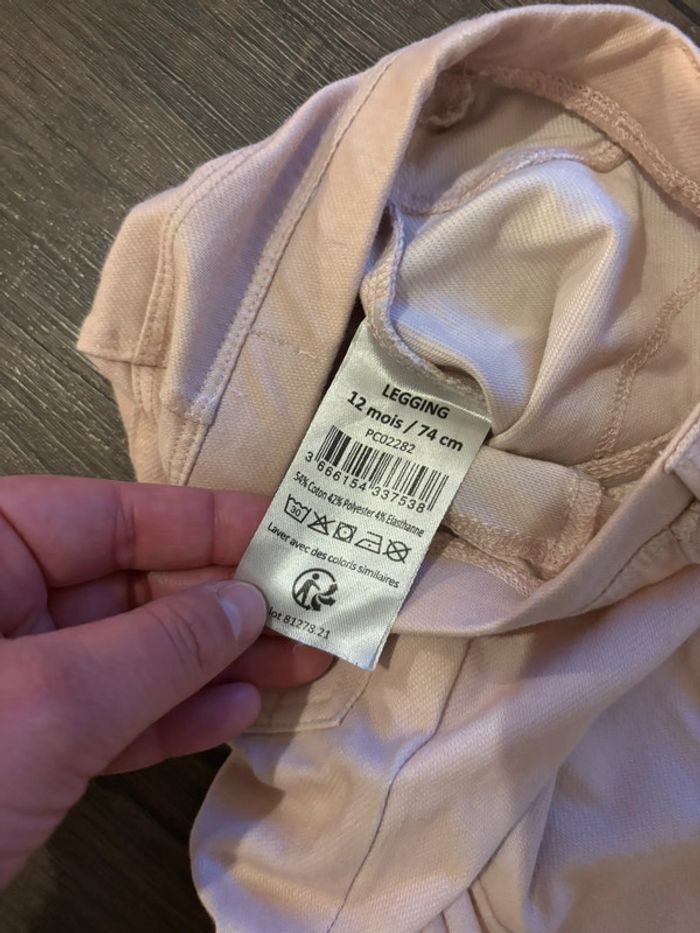 LEGGING
12 mois / 74 cm
PC02282
3 666154 337538
54% Coton 42% Polyester 4% Elasthanne
30
Laver avec des coloris similaires
lot 81278.21